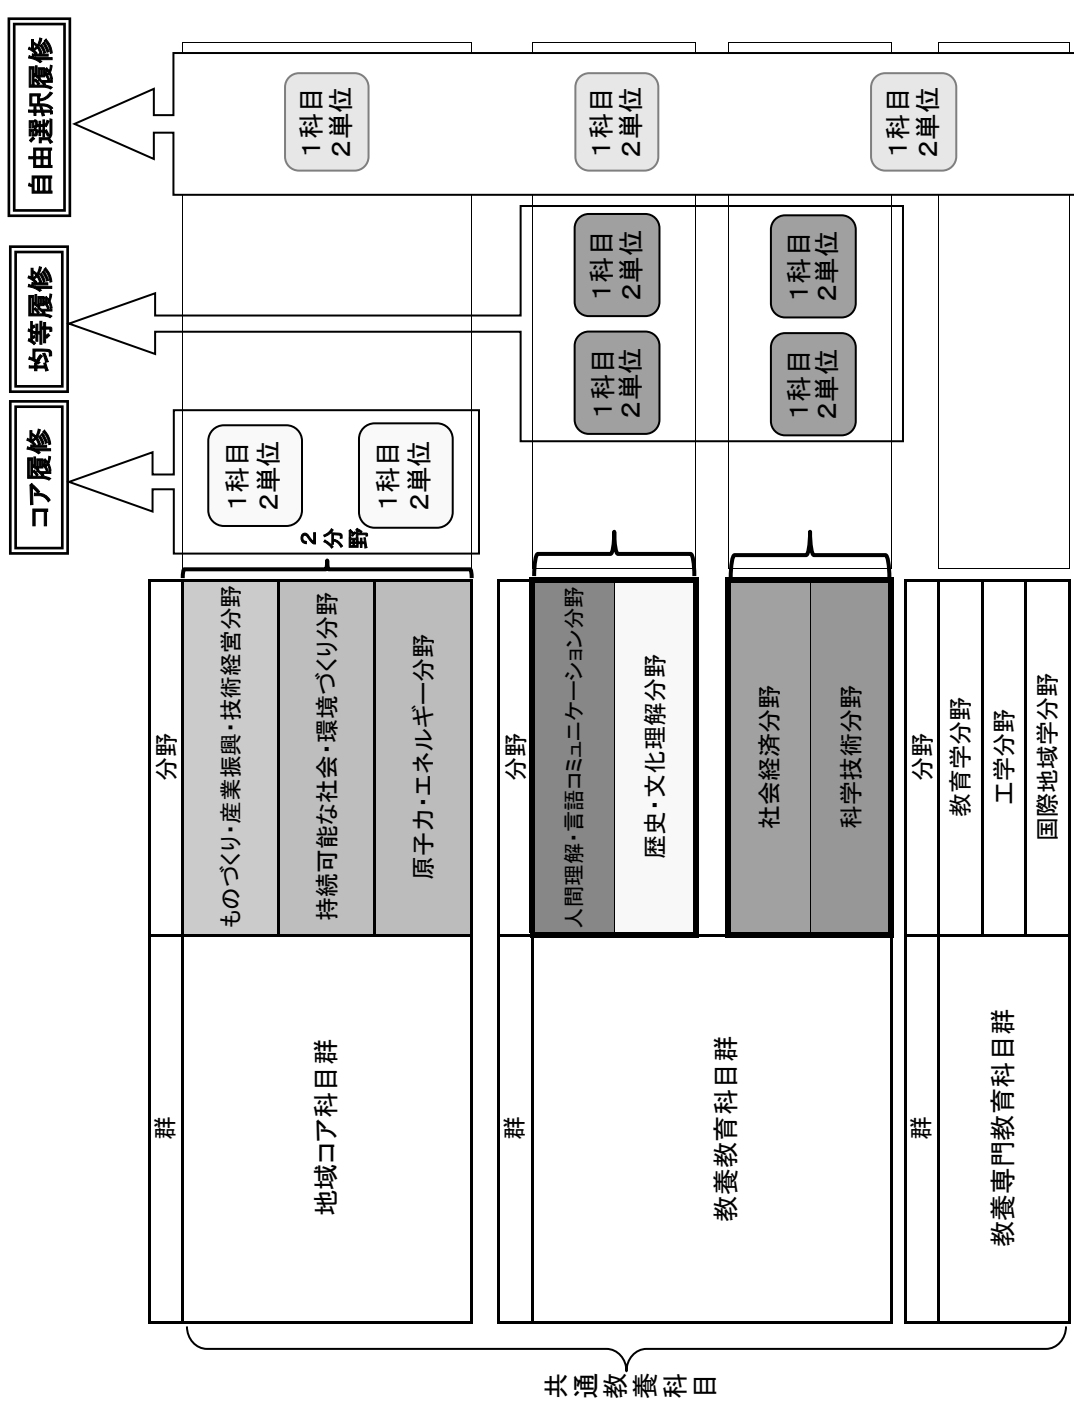 コア履修
均等履修
自由選択履修
共通教養科目
群
分野
地域コア科目群
ものづくり・産業振興・技術経営分野
持続可能な社会・環境づくり分野
原子力・エネルギー分野
2分野
1科目
2単位
1科目
2単位
1科目
2単位
群
分野
教養教育科目群
人間理解・言語コミュニケーション分野
歴史・文化理解分野
1科目
2単位
1科目
2単位
1科目
2単位
社会経済分野
科学技術分野
1科目
2単位
1科目
2単位
1科目
2単位
群
分野
教養専門教育科目群
教育学分野
工学分野
国際地域学分野